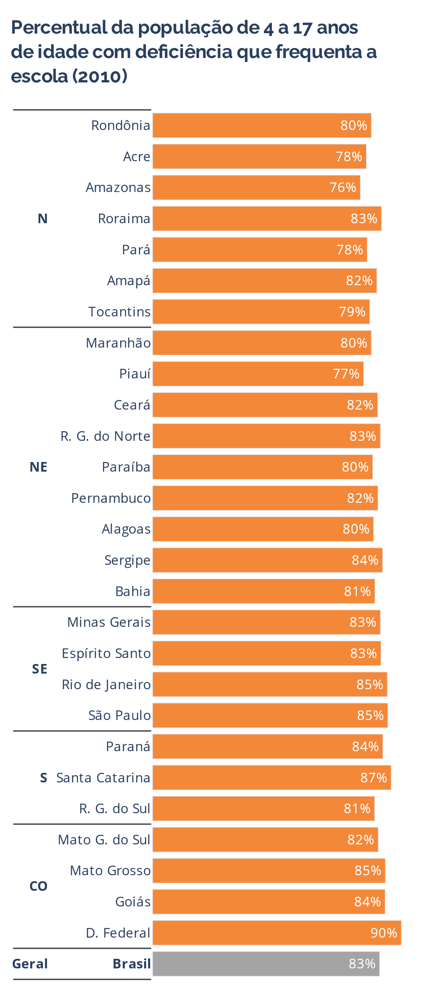 Percentual da população de 4 a 17 anos
de idade com deficiência que frequenta a
escola (2010)
Rondônia 80%
Acre 78%
Amazonas 76%
N Roraima 83%
Pará 78%
Amapá 82%
Tocantins 79%
Maranhão 80%
Piauí 77%
Ceará 82%
R. G. do Norte 83%
NE Paraíba 80%
Pernambuco 82%
Alagoas 80%
Sergipe 84%
Bahia 81%
Minas Gerais 83%
Espírito Santo 83%
SE
Rio de Janeiro 85%
São Paulo 85%
Paraná 84%
S Santa Catarina 87%
R. G. do Sul 81%
Mato G. do Sul 82%
Mato Grosso 85%
CO
Goiás 84%
D. Federal 90%
Geral Brasil 83%